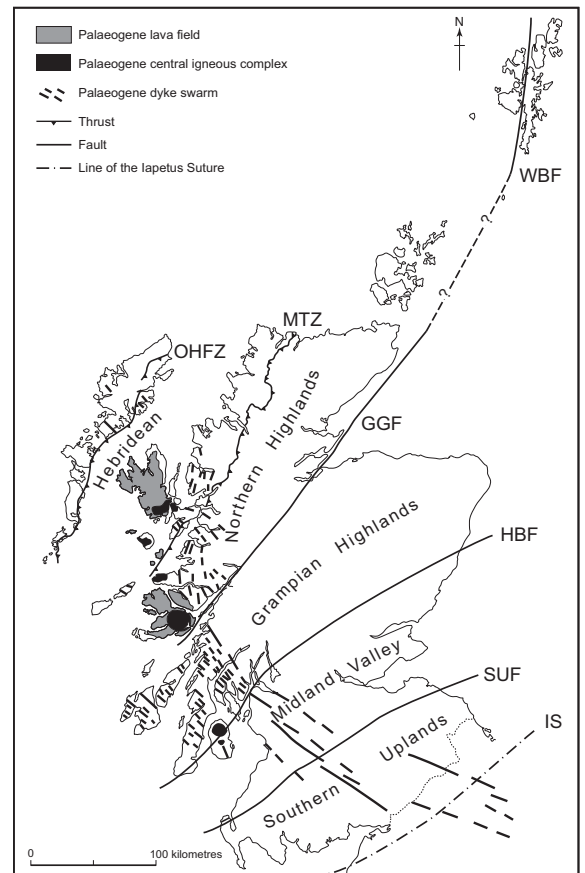 Palaeogene lava field
Palaeogene central igneous complex
Palaeogene dyke swarm
Thrust
Fault
Line of the Iapetus Suture
N
WBF
?
?
MTZ
OHFZ
GGF
Hebridean
Northern Highlands
Grampian Highlands
HBF
Midland Valley
SUF
IS
Southern Uplands
0 100 kilometres